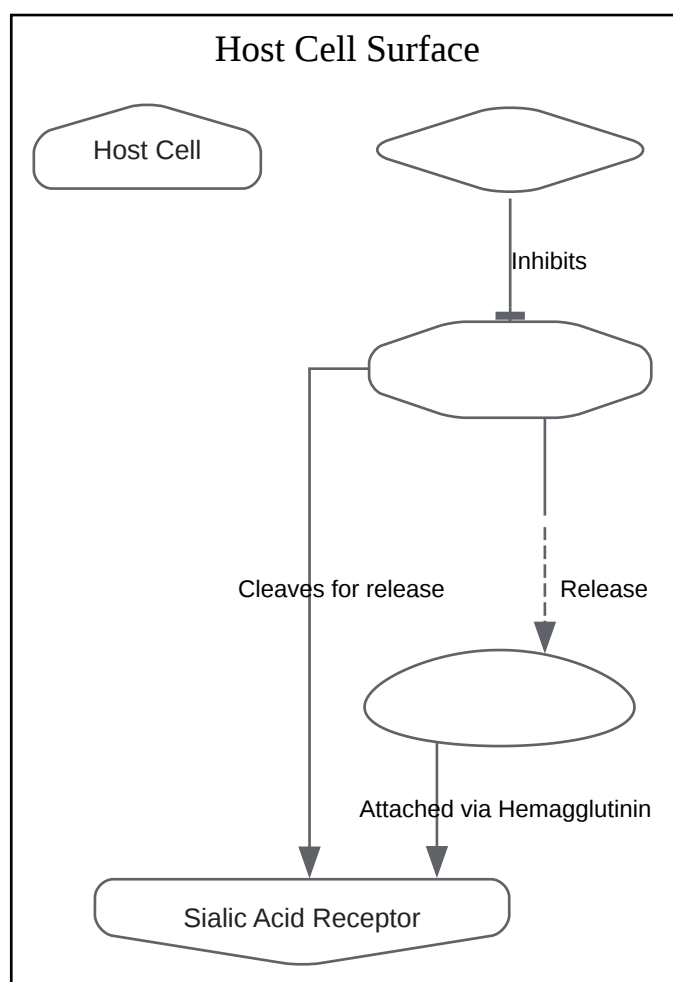 Host Cell Surface
Host Cell
Inhibits
Cleaves for release
Release
Attached via Hemagglutinin
Sialic Acid Receptor